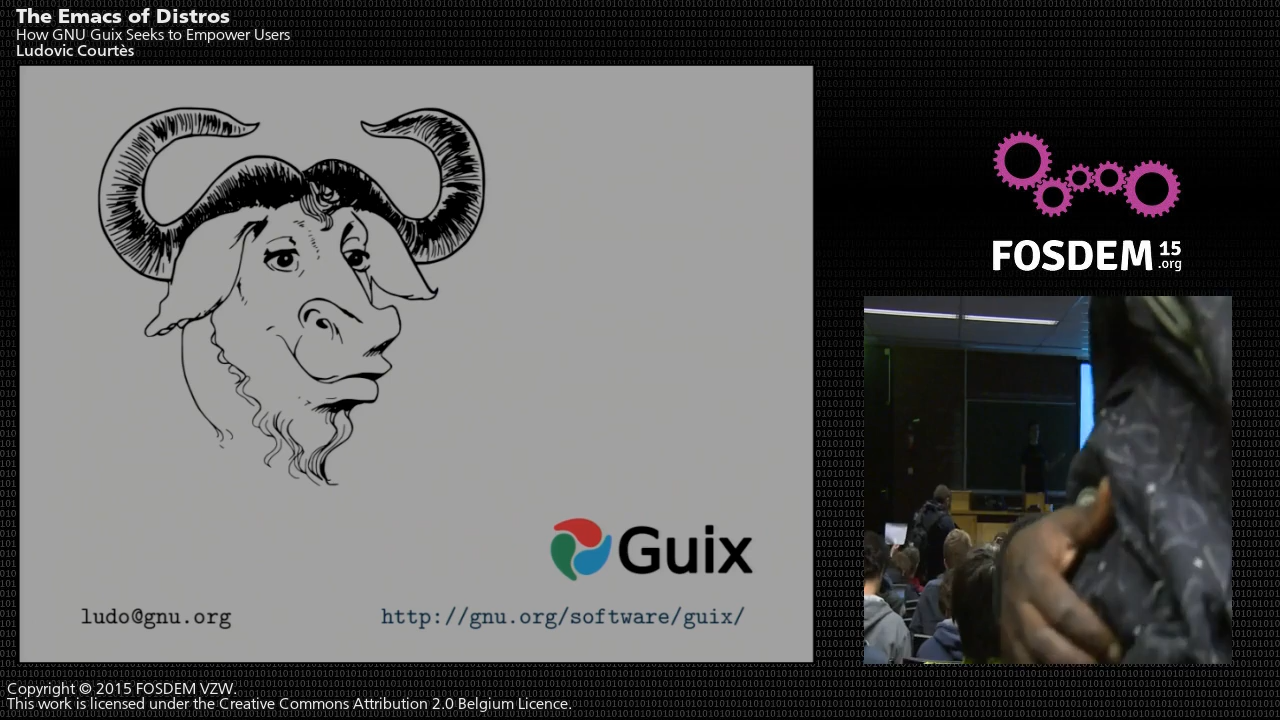 The Emacs of Distros
How GNU Guix Seeks to Empower Users
Ludovic Courtès
FOSDEM 15
.org
Guix
ludo@gnu.org
http://gnu.org/software/guix/
Copyright © 2015 FOSDEM VZW.
This work is licensed under the Creative Commons Attribution 2.0 Belgium Licence.